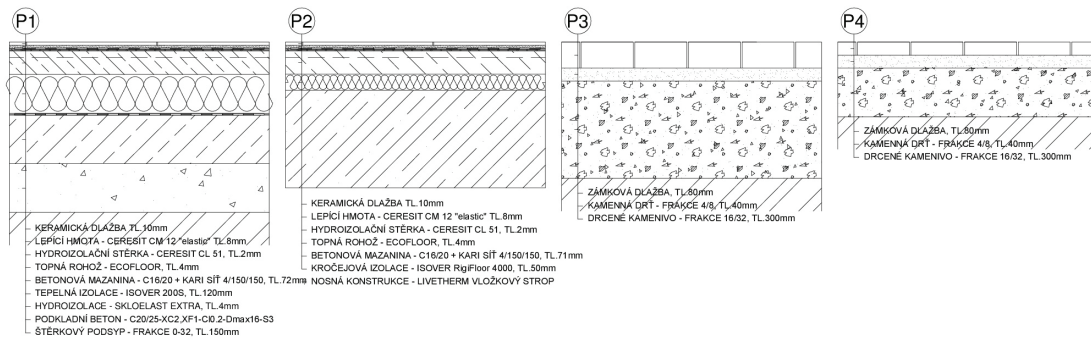 P1
KERAMICKÁ DLAŽBA TL.10mm
LEPÍCÍ HMOTA - CERESIT CM 12 "elastic" TL.8mm
HYDROIZOLAČNÍ STĚRKA - CERESIT CL 51, TL.2mm
TOPNÁ ROHOŽ - ECOFLOOR, TL.4mm
BETONOVÁ MAZANINA - C16/20 + KARI SÍŤ 4/150/150, TL.72mm
TEPELNÁ IZOLACE - ISOVER 200S, TL.120mm
HYDROIZOLACE - SKLOELAST EXTRA, TL.4mm
PODKLADNÍ BETON - C20/25-XC2,XF1-Cl0.2-Dmax16-S3
ŠTĚRKOVÝ PODSYP - FRAKCE 0-32, TL.150mm
P2
KERAMICKÁ DLAŽBA TL.10mm
LEPÍCÍ HMOTA - CERESIT CM 12 "elastic" TL.8mm
HYDROIZOLAČNÍ STĚRKA - CERESIT CL 51, TL.2mm
TOPNÁ ROHOŽ - ECOFLOOR, TL.4mm
BETONOVÁ MAZANINA - C16/20 + KARI SÍŤ 4/150/150, TL.71mm
KROČEJOVÁ IZOLACE - ISOVER RigiFloor 4000, TL.50mm
NOSNÁ KONSTRUKCE - LIVETHERM VLOŽKOVÝ STROP
P3
ZÁMKOVÁ DLAŽBA, TL.80mm
KAMENNÁ DRŤ - FRAKCE 4/8, TL.40mm
DRCENÉ KAMENIVO - FRAKCE 16/32, TL.300mm
P4
ZÁMKOVÁ DLAŽBA, TL.80mm
KAMENNÁ DRŤ - FRAKCE 4/8, TL.40mm
DRCENÉ KAMENIVO - FRAKCE 16/32, TL.300mm